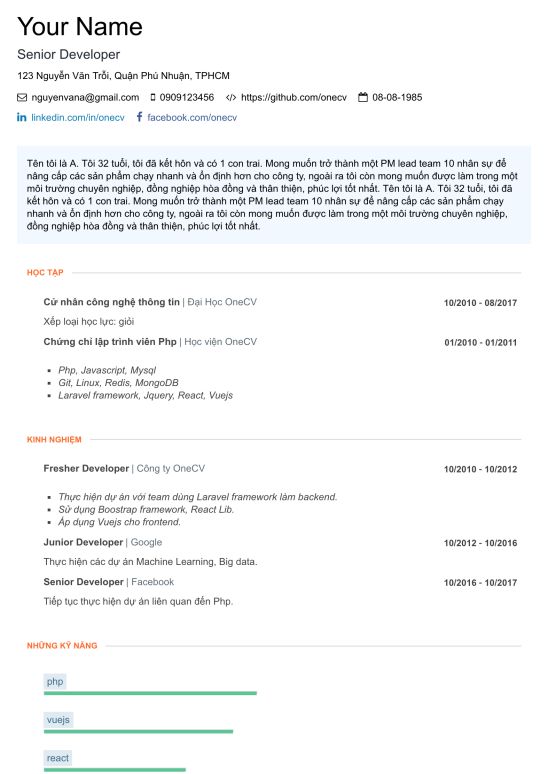 Your Name
Senior Developer
123 Nguyễn Văn Trỗi, Quận Phú Nhuận, TPHCM
nguyenvana@gmail.com 0909123456 https://github.com/onecv 08-08-1985
linkedin.com/in/onecv facebook.com/onecv
Tên tôi là A. Tôi 32 tuổi, tôi đã kết hôn và có 1 con trai. Mong muốn trở thành một PM lead team 10 nhân sự để
nâng cấp các sản phẩm chạy nhanh và ổn định hơn cho công ty, ngoài ra tôi còn mong muốn được làm trong một
môi trường chuyên nghiệp, đồng nghiệp hòa đồng và thân thiện, phúc lợi tốt nhất. Tên tôi là A. Tôi 32 tuổi, tôi đã
kết hôn và có 1 con trai. Mong muốn trở thành một PM lead team 10 nhân sự để nâng cấp các sản phẩm chạy
nhanh và ổn định hơn cho công ty, ngoài ra tôi còn mong muốn được làm trong một môi trường chuyên nghiệp,
đồng nghiệp hòa đồng và thân thiện, phúc lợi tốt nhất.
HỌC TẬP
Cử nhân công nghệ thông tin | Đại Học OneCV 10/2010 - 08/2017
Xếp loại học lực: giỏi
Chứng chỉ lập trình viên Php | Học viện OneCV 01/2010 - 01/2011
Php, Javascript, Mysql
Git, Linux, Redis, MongoDB
Laravel framework, Jquery, React, Vuejs
KINH NGHIỆM
Fresher Developer | Công ty OneCV 10/2010 - 10/2012
Thực hiện dự án với team dùng Laravel framework làm backend.
Sử dụng Boostrap framework, React Lib.
Áp dụng Vuejs cho frontend.
Junior Developer | Google 10/2012 - 10/2016
Thực hiện các dự án Machine Learning, Big data.
Senior Developer | Facebook 10/2016 - 10/2017
Tiếp tục thực hiện dự án liên quan đến Php.
NHỮNG KỸ NĂNG
php
vuejs
react